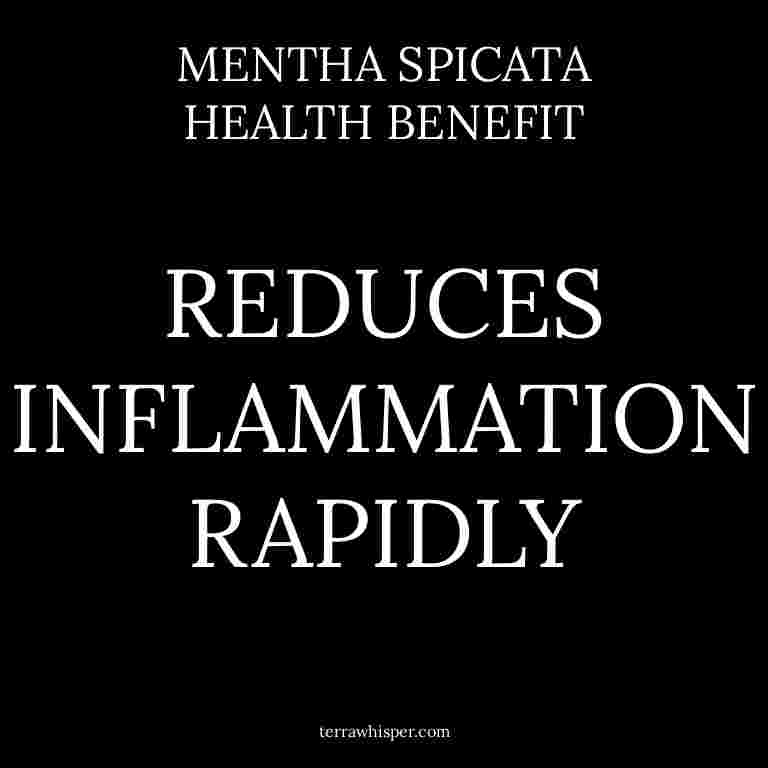 MENTHA SPICATA
HEALTH BENEFIT
REDUCES
INFLAMMATION
RAPIDLY
terrawhisper.com